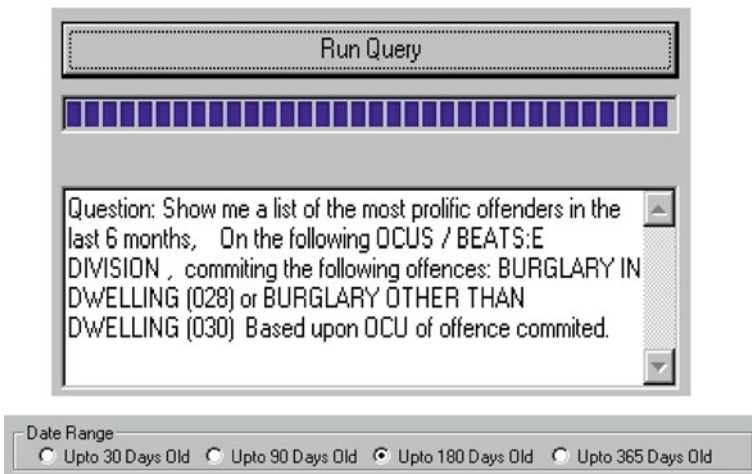 Run Query
Question: Show me a list of the most prolific offenders in the
last 6 months, On the following OCUS / BEATS:E
DIVISION , commiting the following offences: BURGLARY IN
DWELLING (028) or BURGLARY OTHER THAN
DWELLING (030) Based upon OCU of offence commited.
Date Range
Upto 30 Days Old Upto 90 Days Old Upto 180 Days Old Upto 365 Days Old